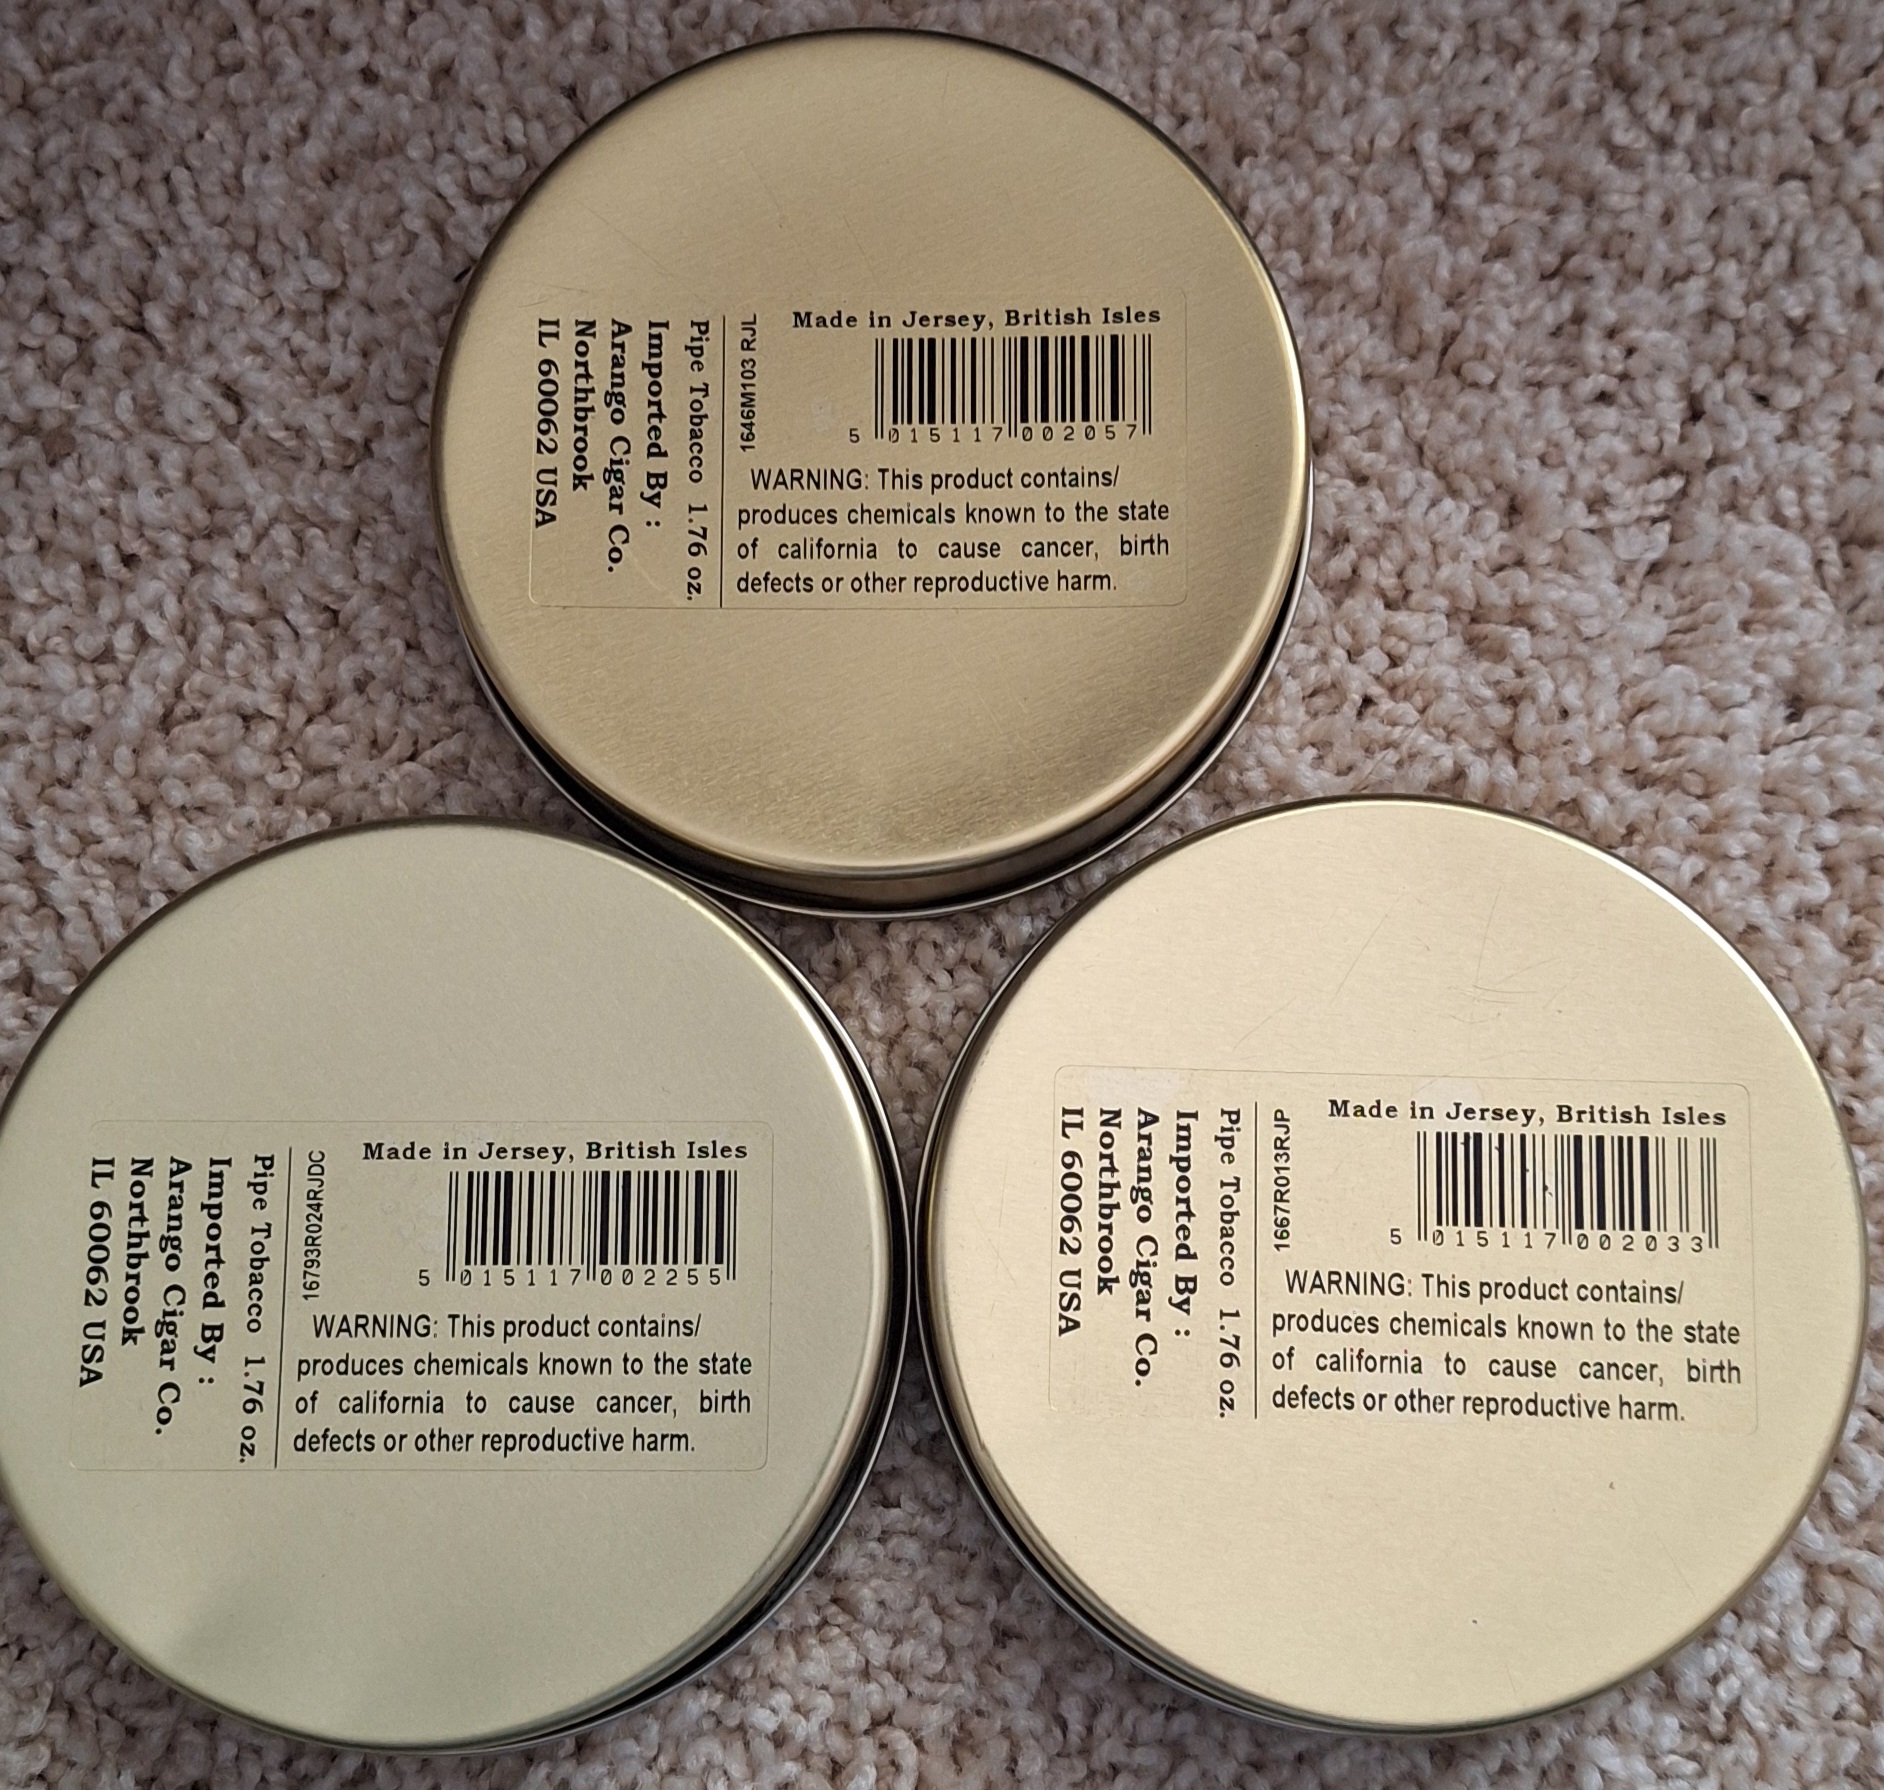 Made in Jersey, British Isles
5 015117 002057
WARNING: This product contains/
produces chemicals known to the state
of california to cause cancer, birth
defects or other reproductive harm.
1646M103 RJL
Pipe Tobacco 1.76 oz.
Imported By :
Arango Cigar Co.
Northbrook
IL 60062 USA
Made in Jersey, British Isles
5 015117 002255
WARNING: This product contains/
produces chemicals known to the state
of california to cause cancer, birth
defects or other reproductive harm.
16793R024RJDC
Pipe Tobacco 1.76 oz.
Imported By :
Arango Cigar Co.
Northbrook
IL 60062 USA
Made in Jersey, British Isles
5 015117 002033
WARNING: This product contains/
produces chemicals known to the state
of california to cause cancer, birth
defects or other reproductive harm.
1667R013RJP
Pipe Tobacco 1.76 oz.
Imported By :
Arango Cigar Co.
Northbrook
IL 60062 USA